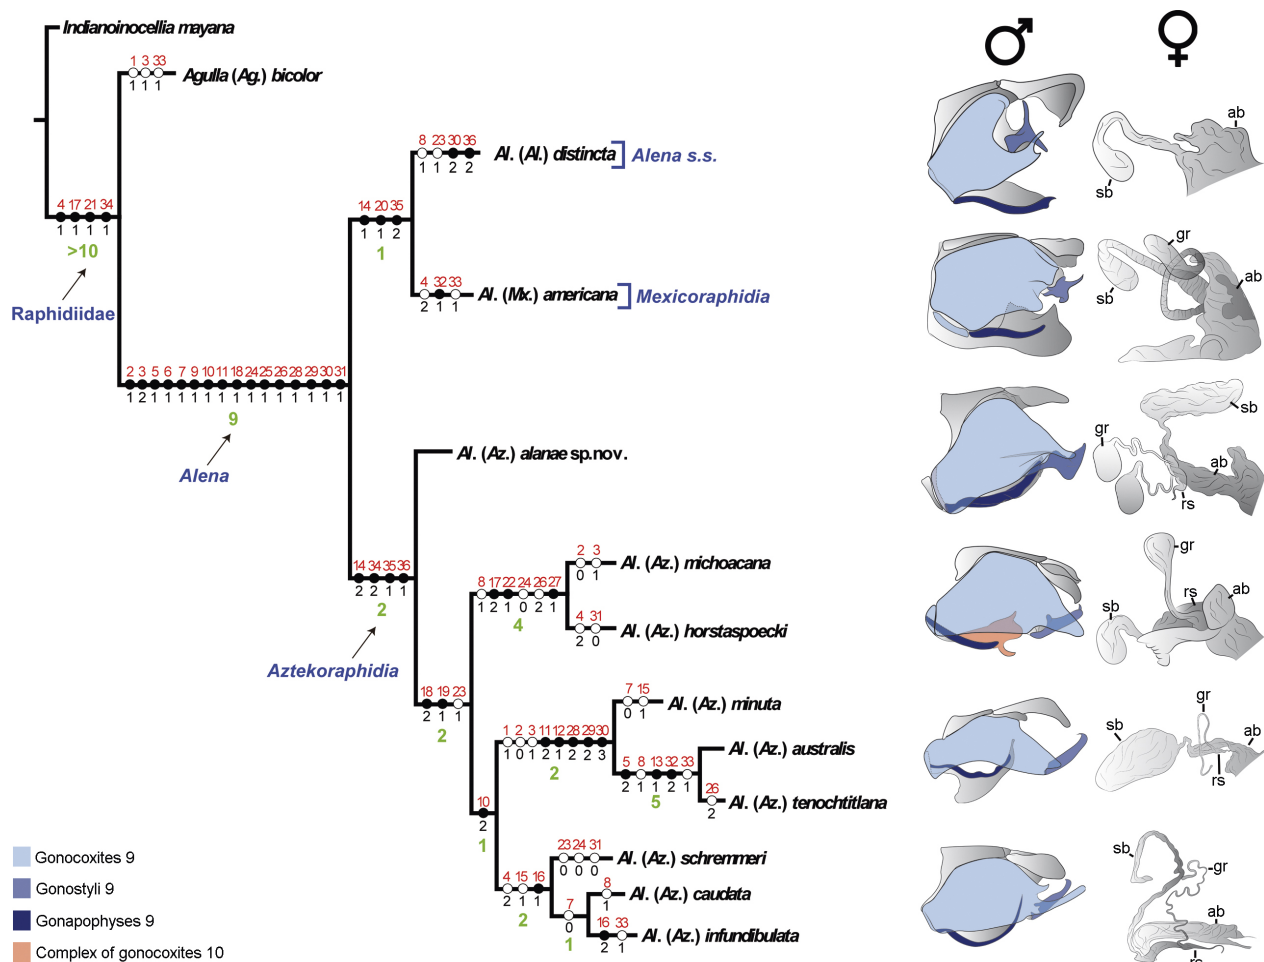 Indianoinocellia mayana
1 3 33
1 1 1
Agulla (Ag.) bicolor
4 17 21 34
1 1 1 1
>10
Raphidiidae
8 23 30 36
1 1 2 2
Al. (Al.) distincta
Alena s.s.
14 20 35
1 1 2
1
4 32 33
2 1 1
Al. (Mx.) americana
Mexicoraphidia
2 3 5 6 7 9 10 11 18 24 25 26 28 29 30 31
1 2 1 1 1 1 1 1 1 1 1 1 1 1 1 1
9
Alena
Al. (Az.) alanae sp.nov.
14 34 35 36
2 2 1 1
2
Aztekoraphidia
2 3
0 1
Al. (Az.) michoacana
8 17 22 24 26 27
1 2 1 0 2 1
4
4 31
2 0
Al. (Az.) horstaspoecki
18 19 23
2 1 1
2
7 15
0 1
Al. (Az.) minuta
1 2 3 11 12 28 29 30
1 0 1 2 1 2 2 3
2
Al. (Az.) australis
5 8 13 32 33
2 1 1 2 1
5
26
2
Al. (Az.) tenochtitlana
10
2
1
23 24 31
0 0 0
Al. (Az.) schremmeri
4 15 16
2 1 1
2
8
1
Al. (Az.) caudata
7
0
1
16 33
2 1
Al. (Az.) infundibulata
♂
♀
ab
sb
gr
ab
sb
sb
gr
ab
rs
gr
rs
ab
sb
gr
sb
ab
rs
sb
gr
ab
rs
Gonocoxites 9
Gonostyli 9
Gonapophyses 9
Complex of gonocoxites 10